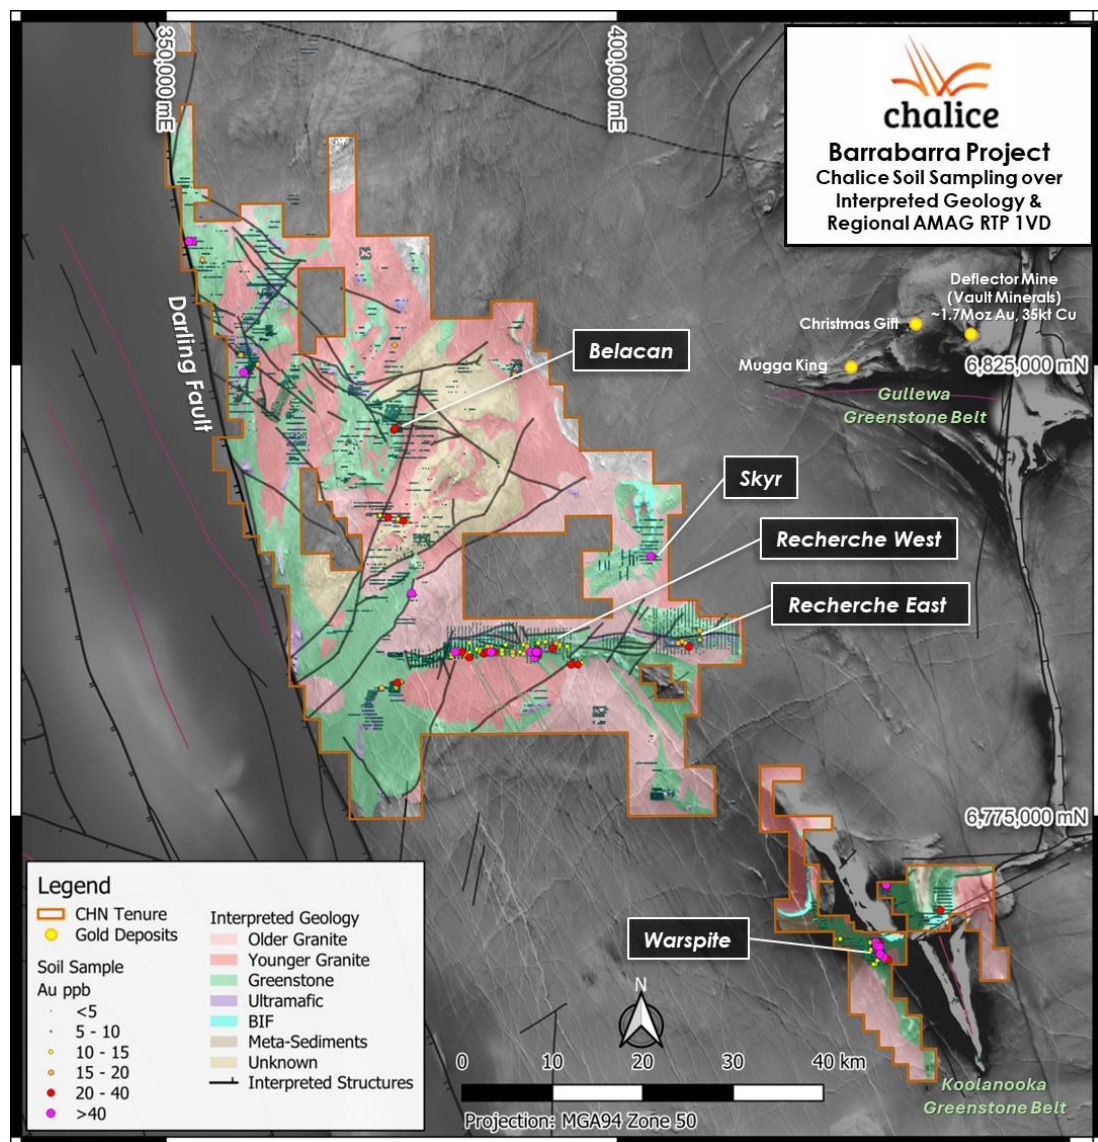 350,000 mE
400,000 mE
chalice
Barrabarra Project
Chalice Soil Sampling over
Interpreted Geology &
Regional AMAG RTP 1VD
Deflector Mine
(Vault Minerals)
~1.7Moz Au, 35kt Cu
Christmas Gift
Mugga King
6,825,000 mN
Gullewa
Greenstone Belt
Darling Fault
Belacan
Skyr
Recherche West
Recherche East
6,775,000 mN
Warspite
Koolanooka
Greenstone Belt
Legend
CHN Tenure
Gold Deposits
Soil Sample
Au ppb
<5
5 - 10
10 - 15
15 - 20
20 - 40
>40
Interpreted Geology
Older Granite
Younger Granite
Greenstone
Ultramafic
BIF
Meta-Sediments
Unknown
Interpreted Structures
N
0 10 20 30 40 km
Projection: MGA94 Zone 50